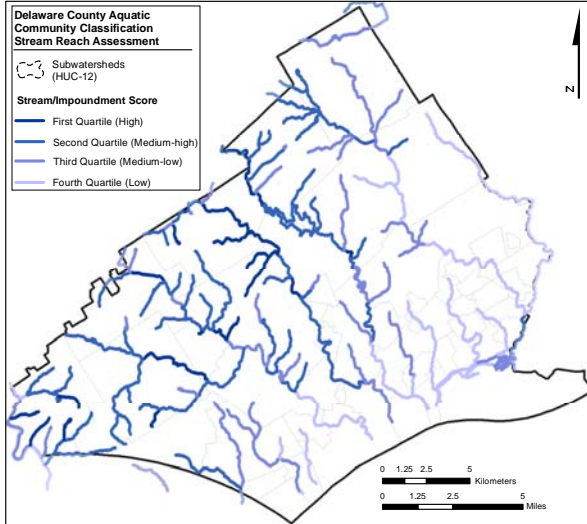 Delaware County Aquatic
Community Classification
Stream Reach Assessment
Subwatersheds
(HUC-12)
Stream/Impoundment Score
First Quartile (High)
Second Quartile (Medium-high)
Third Quartile (Medium-low)
Fourth Quartile (Low)
N
0 1.25 2.5 5
Kilometers
0 1.25 2.5 5
Miles